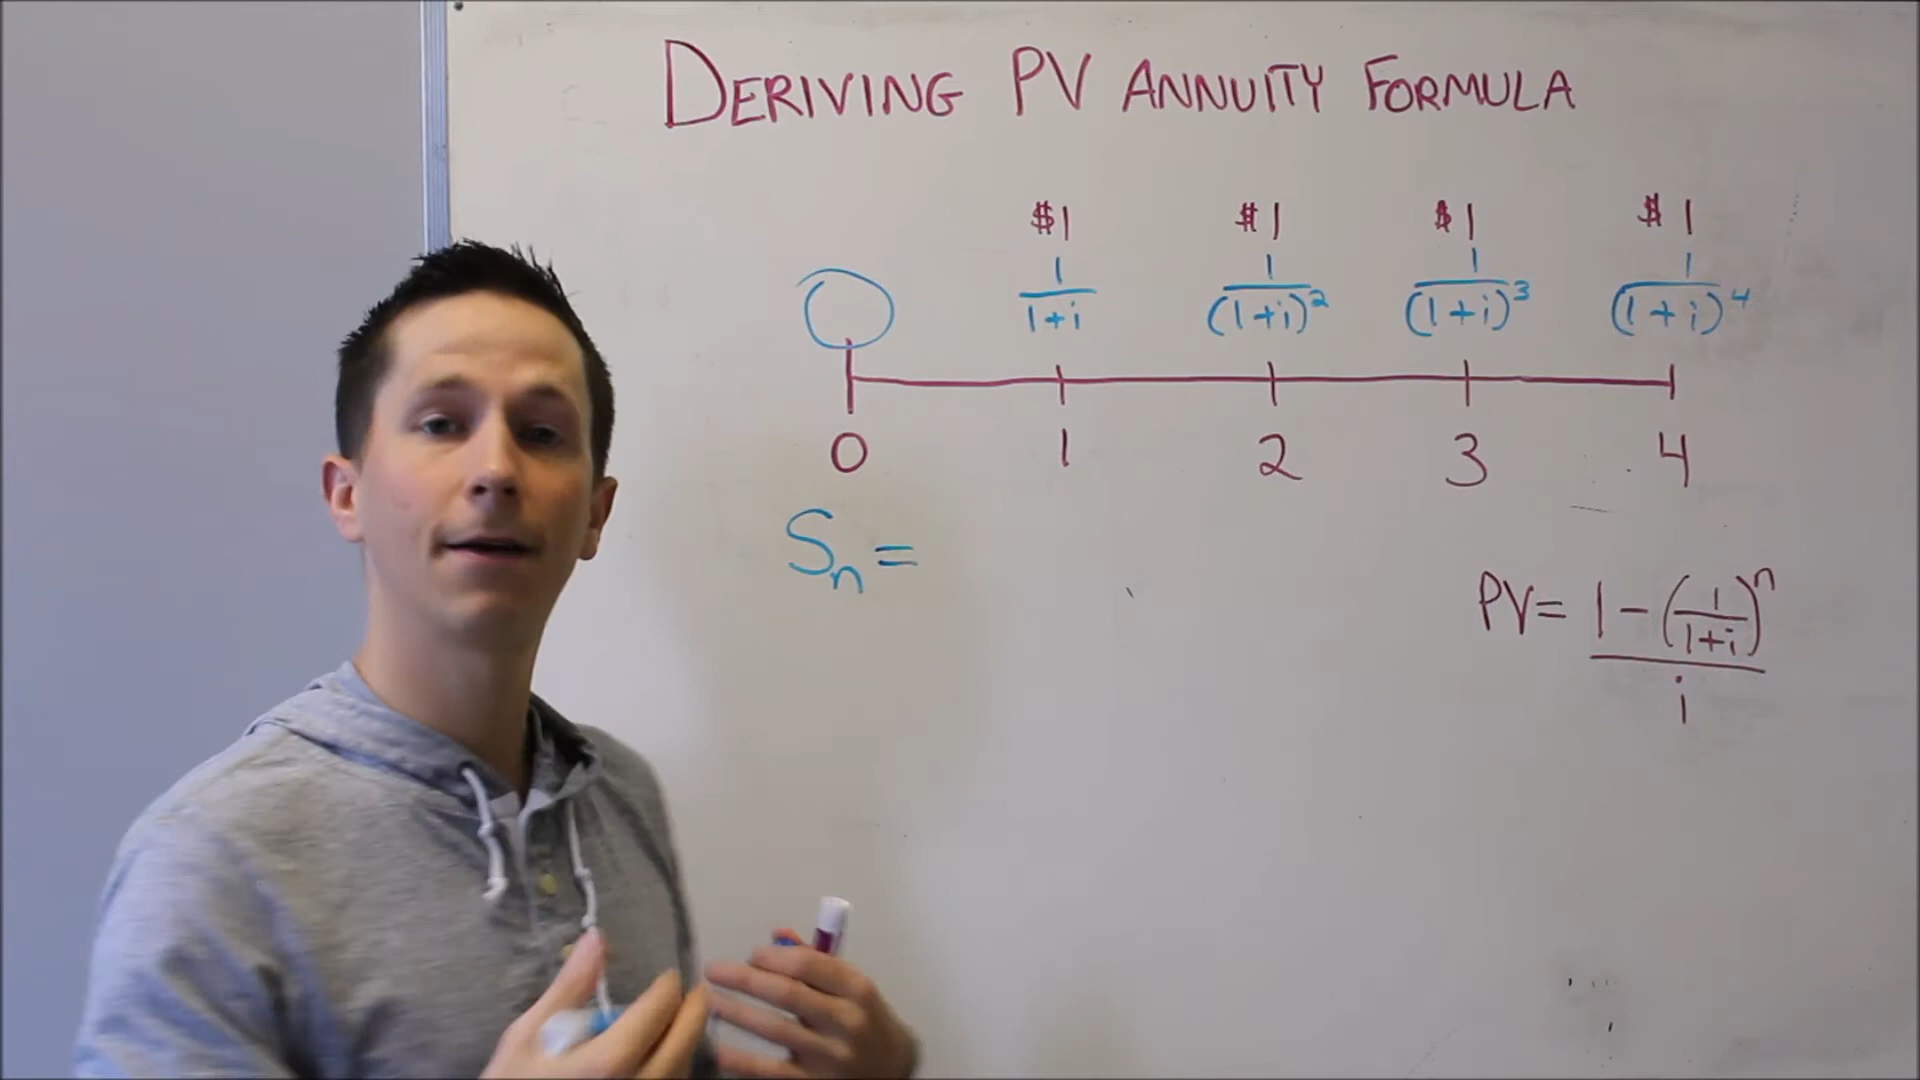 DERIVING PV ANNUITY FORMULA
$1 $1 $1 $1
1/(1+i) 1/(1+i)² 1/(1+i)³ 1/(1+i)⁴
0 1 2 3 4
Sₙ =
PV = (1 - (1/(1+i))ⁿ)/i